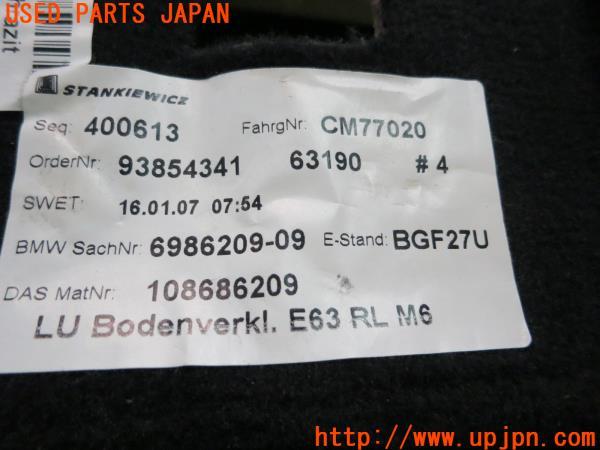 USED PARTS JAPAN
ozit
STANKIEWICZ
Seq: 400613 FahrgNr: CM77020
OrderNr: 93854341 63190 #4
SWET: 16.01.07 07:54
BMW SachNr: 6986209-09 E-Stand: BGF27U
DAS MatNr: 108686209
LU Bodenverkl. E63 RL M6
http://www.upjpn.com/